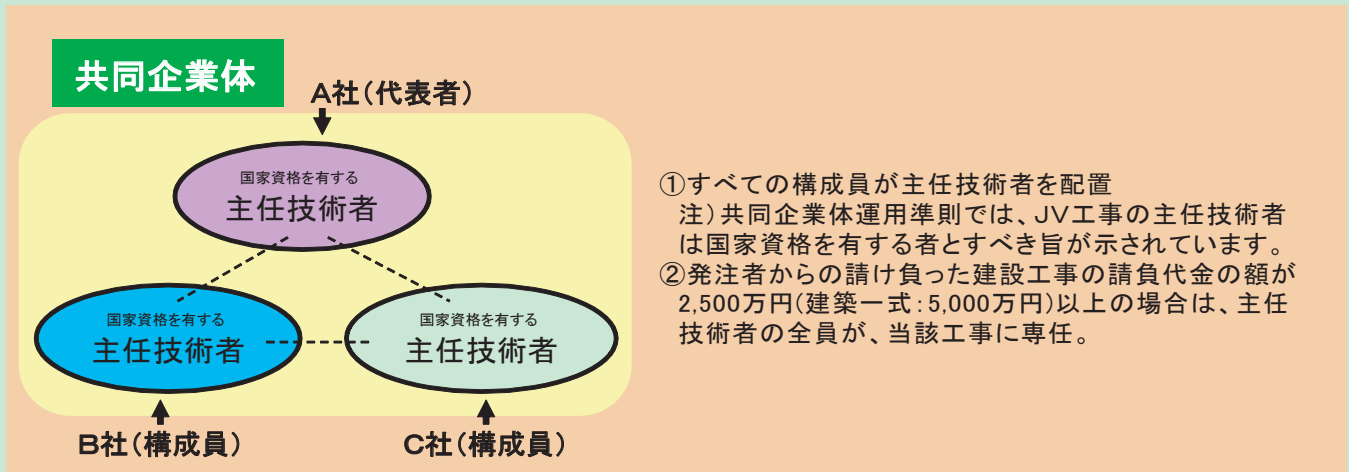 共同企業体
A社(代表者)
国家資格を有する
主任技術者
国家資格を有する
主任技術者
国家資格を有する
主任技術者
B社(構成員)
C社(構成員)
①すべての構成員が主任技術者を配置
注)共同企業体運用準則では、JV工事の主任技術者
は国家資格を有する者とすべき旨が示されています。
②発注者からの請け負った建設工事の請負代金の額が
2,500万円(建築一式:5,000万円)以上の場合は、主任
技術者の全員が、当該工事に専任。